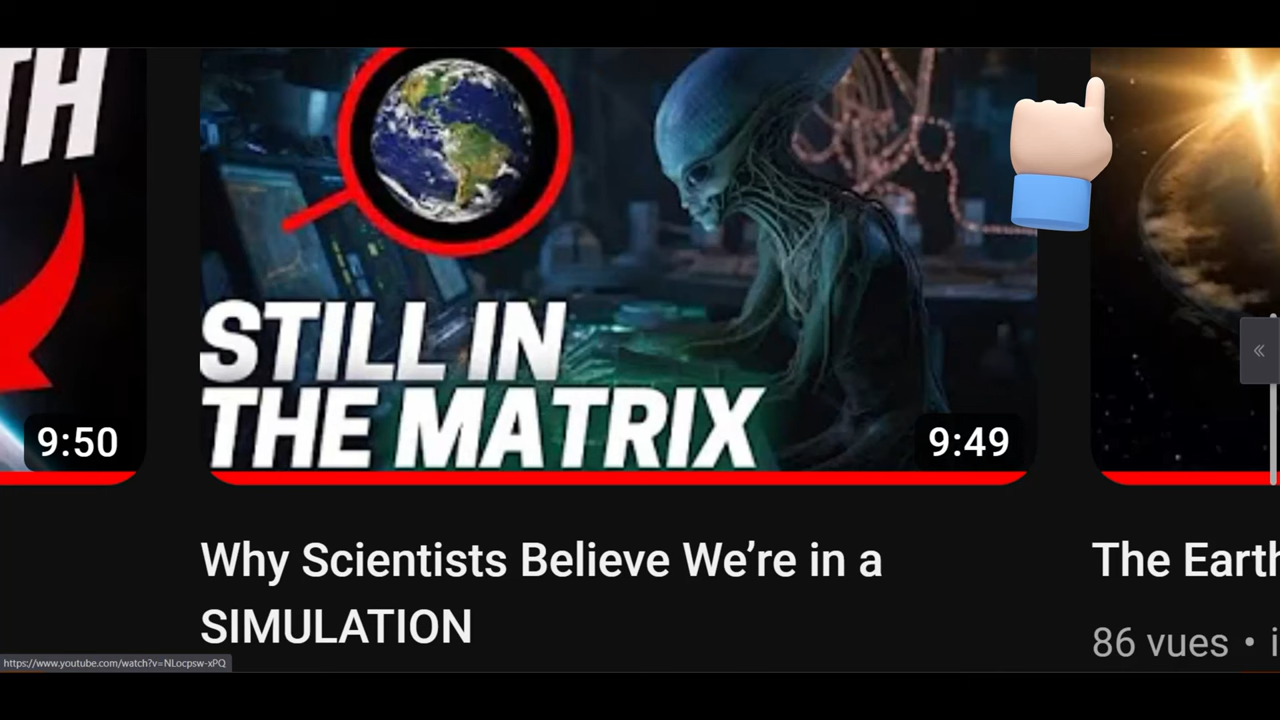 TH
9:50
STILL IN
THE MATRIX
9:49
Why Scientists Believe We’re in a
SIMULATION
The Earth
86 vues • i
https://www.youtube.com/watch?v=NLocpsw-xPQ